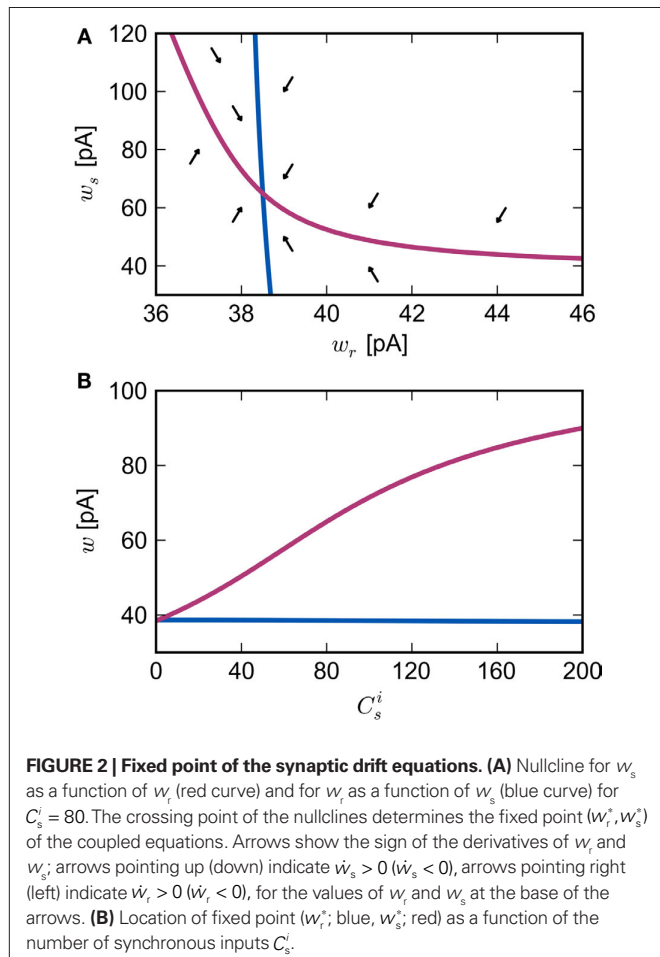 A
120
100
80
60
40
w_s [pA]
36 38 40 42 44 46
w_r [pA]
B
100
80
60
40
w [pA]
0 40 80 120 160 200
C_s^i
FIGURE 2 | Fixed point of the synaptic drift equations. (A) Nullcline for w_s
as a function of w_r (red curve) and for w_r as a function of w_s (blue curve) for
C_s^i = 80. The crossing point of the nullclines determines the fixed point (w_r^*, w_s^*)
of the coupled equations. Arrows show the sign of the derivatives of w_r and
w_s; arrows pointing up (down) indicate ẇ_s > 0 (ẇ_s < 0), arrows pointing right
(left) indicate ẇ_r > 0 (ẇ_r < 0), for the values of w_r and w_s at the base of the
arrows. (B) Location of fixed point (w_r^*; blue, w_s^*; red) as a function of the
number of synchronous inputs C_s^i.